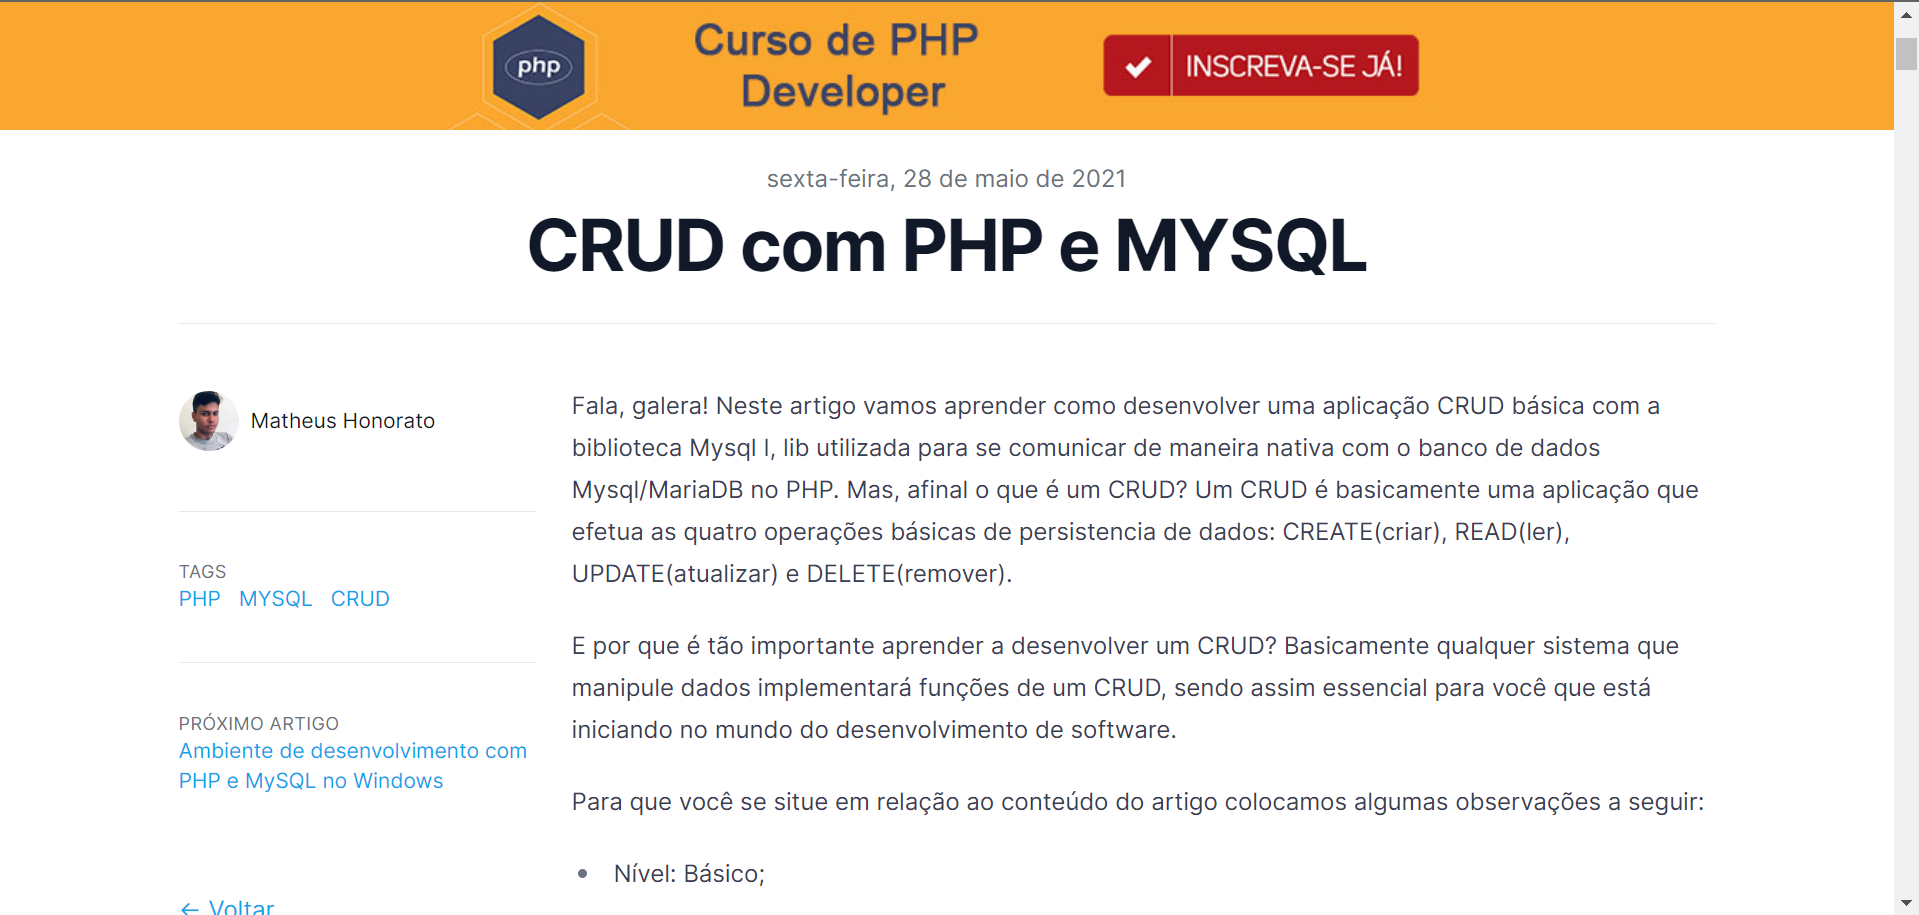 php
Curso de PHP
Developer
INSCREVA-SE JÁ!
sexta-feira, 28 de maio de 2021
CRUD com PHP e MYSQL
Matheus Honorato
TAGS
PHP MYSQL CRUD
PRÓXIMO ARTIGO
Ambiente de desenvolvimento com
PHP e MySQL no Windows
← Voltar
Fala, galera! Neste artigo vamos aprender como desenvolver uma aplicação CRUD básica com a
biblioteca Mysql I, lib utilizada para se comunicar de maneira nativa com o banco de dados
Mysql/MariaDB no PHP. Mas, afinal o que é um CRUD? Um CRUD é basicamente uma aplicação que
efetua as quatro operações básicas de persistencia de dados: CREATE(criar), READ(ler),
UPDATE(atualizar) e DELETE(remover).
E por que é tão importante aprender a desenvolver um CRUD? Basicamente qualquer sistema que
manipule dados implementará funções de um CRUD, sendo assim essencial para você que está
iniciando no mundo do desenvolvimento de software.
Para que você se situe em relação ao conteúdo do artigo colocamos algumas observações a seguir:
• Nível: Básico;